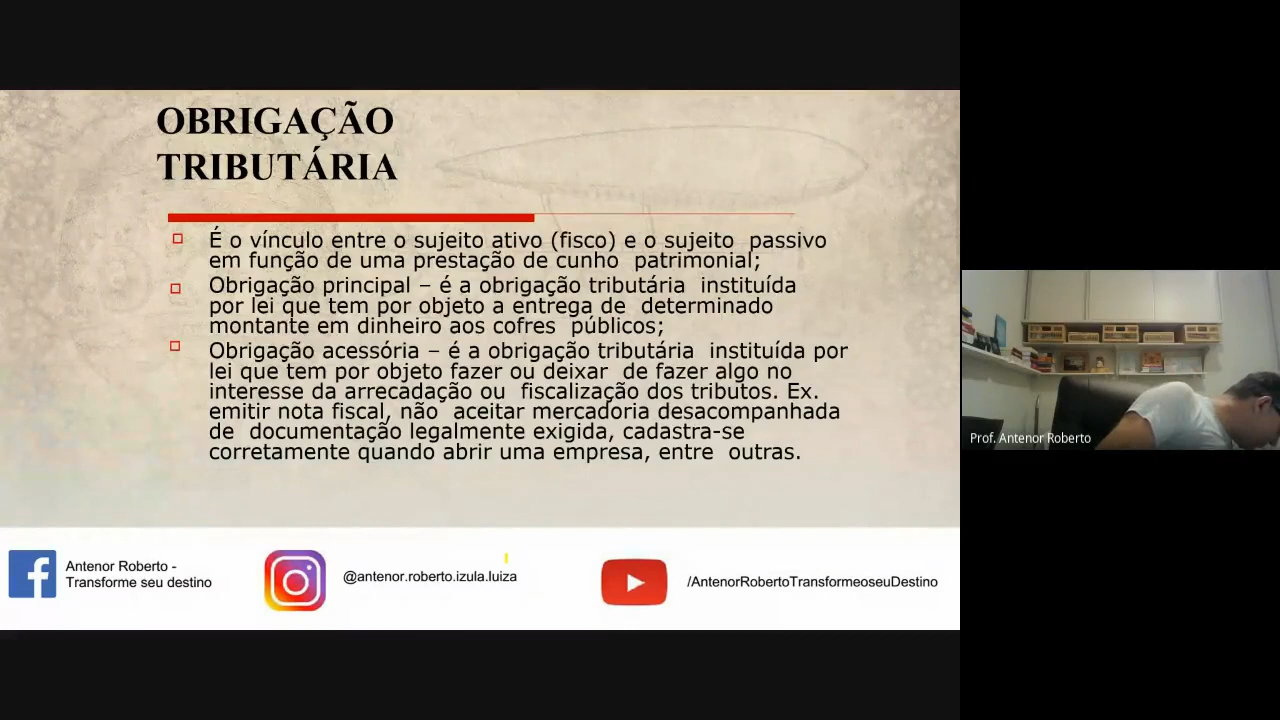 OBRIGAÇÃO
TRIBUTÁRIA
É o vínculo entre o sujeito ativo (fisco) e o sujeito passivo
em função de uma prestação de cunho patrimonial;
Obrigação principal – é a obrigação tributária instituída
por lei que tem por objeto a entrega de determinado
montante em dinheiro aos cofres públicos;
Obrigação acessória – é a obrigação tributária instituída por
lei que tem por objeto fazer ou deixar de fazer algo no
interesse da arrecadação ou fiscalização dos tributos. Ex.
emitir nota fiscal, não aceitar mercadoria desacompanhada
de documentação legalmente exigida, cadastra-se
corretamente quando abrir uma empresa, entre outras.
Prof. Antenor Roberto
Antenor Roberto -
Transforme seu destino
@antenor.roberto.izula.luiza
/AntenorRobertoTransformeoseuDestino